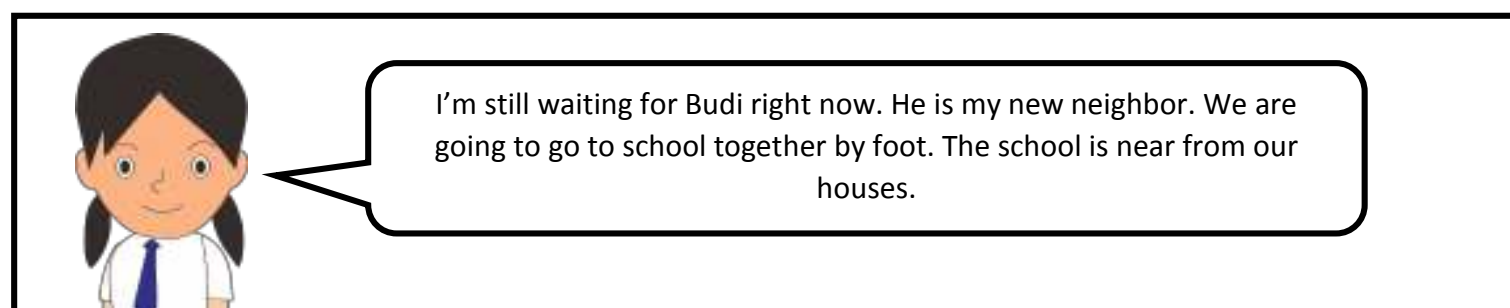 I’m still waiting for Budi right now. He is my new neighbor. We are
going to go to school together by foot. The school is near from our
houses.